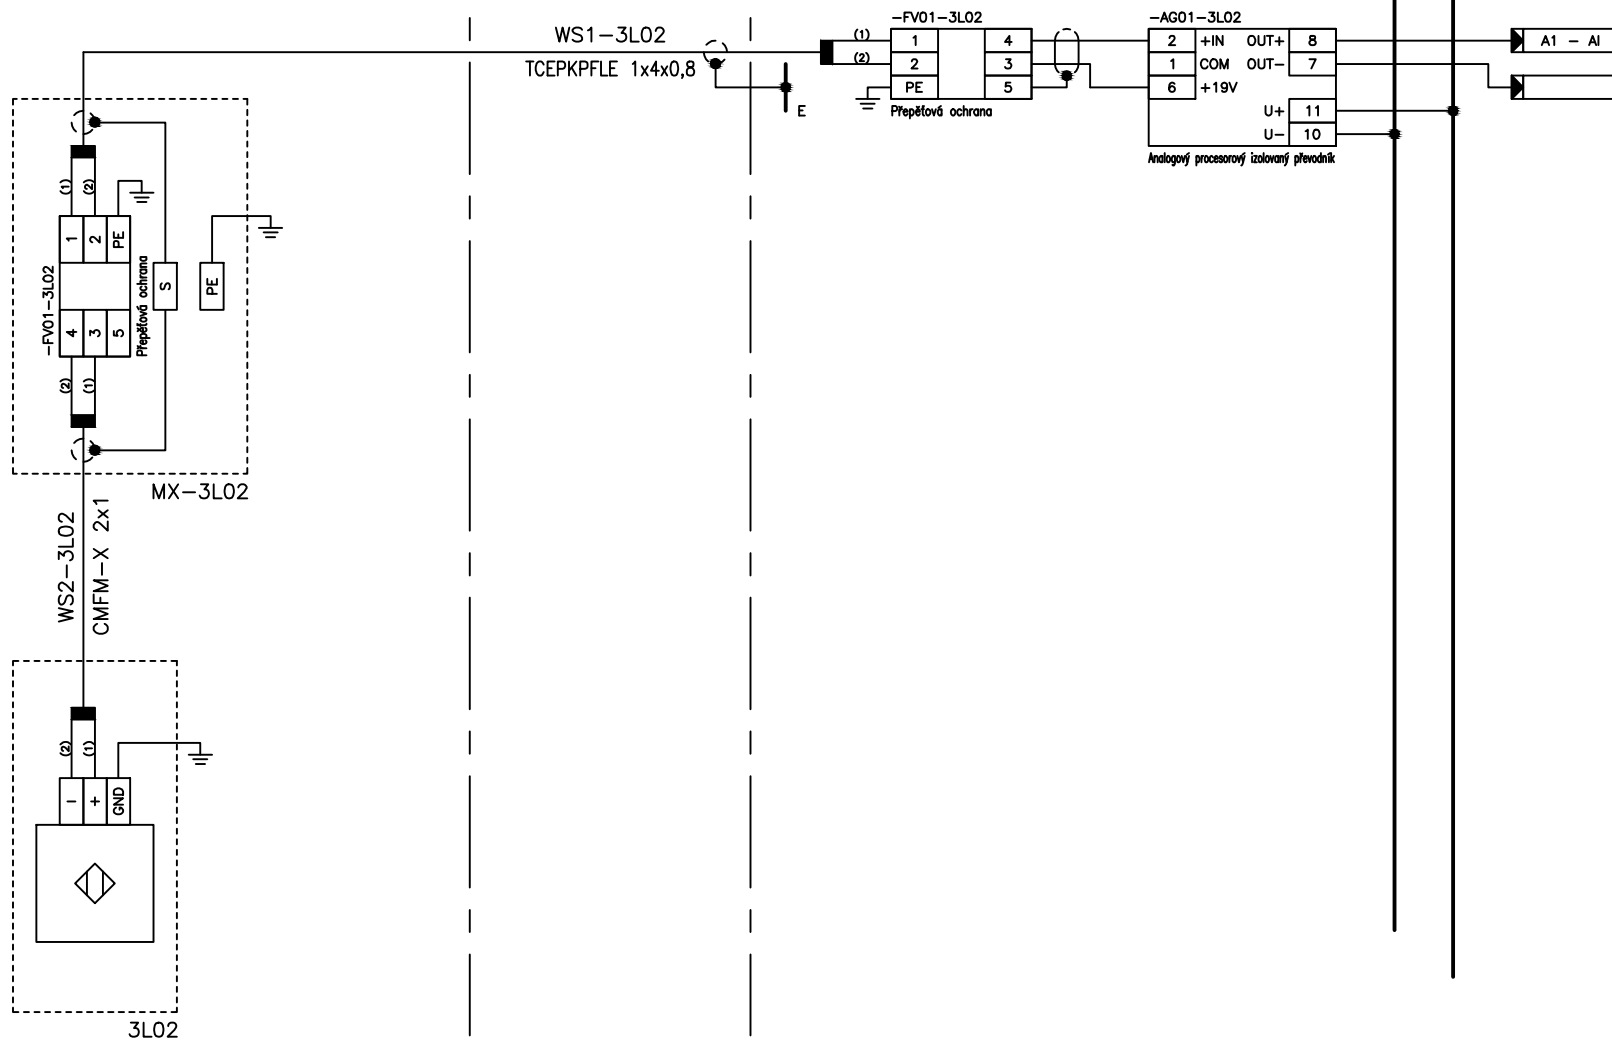 WS1-3L02
TCEPKPFLE 1x4x0,8
E
-FV01-3L02
(1)
(2)
1 4
2 3
PE 5
Přepěťová ochrana
-AG01-3L02
2 +IN OUT+ 8
1 COM OUT- 7
6 +19V
U+ 11
U- 10
Analogový procesorový izolovaný převodník
A1 - AI
(1)
(2)
1
2
PE
-FV01-3L02
Přepěťová ochrana
S
PE
4
3
5
(2)
(1)
MX-3L02
WS2-3L02
CMFM-X 2x1
(2)
(1)
-
+
GND
3L02